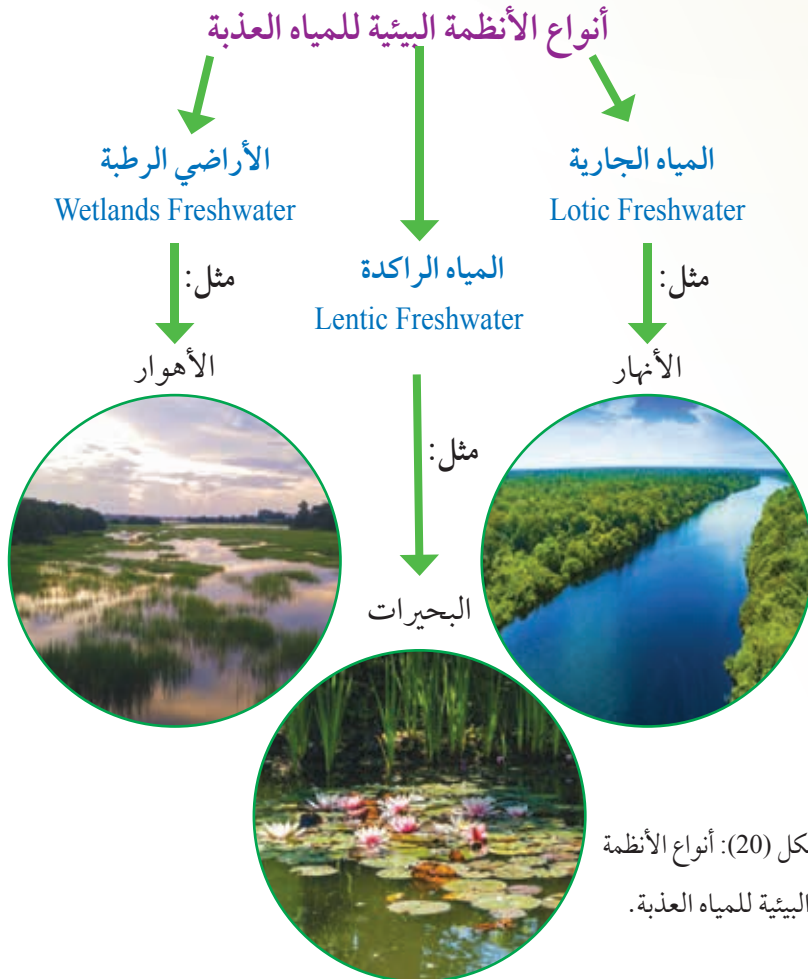 أنواع الأنظمة البيئية للمياه العذبة
المياه الجارية
Lotic Freshwater
مثل:
الأنهار
المياه الراكدة
Lentic Freshwater
مثل:
البحيرات
الأراضي الرطبة
Wetlands Freshwater
مثل:
الأهوار
كل (20): أنواع الأنظمة
البيئية للمياه العذبة.